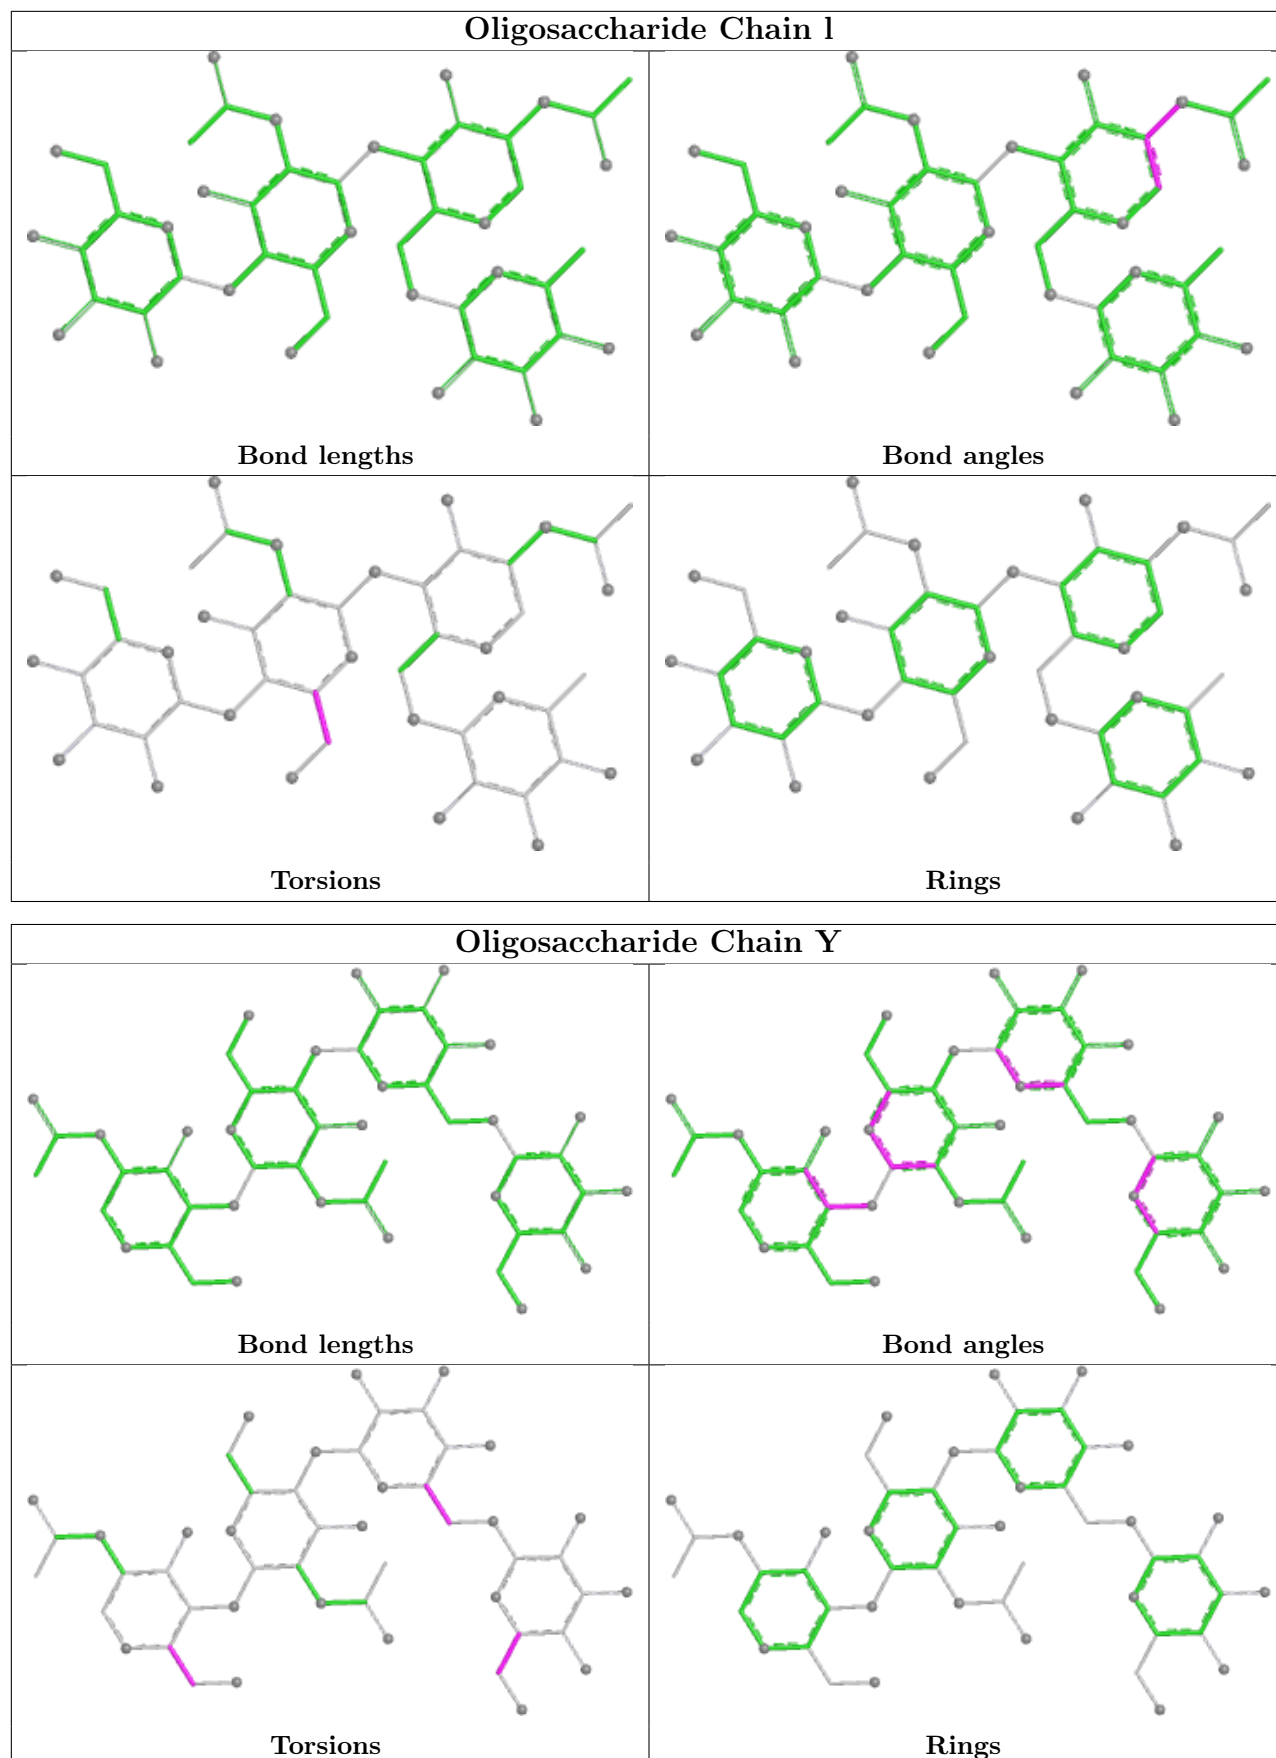 Oligosaccharide Chain l
Bond lengths
Bond angles
Torsions
Rings
Oligosaccharide Chain Y
Bond lengths
Bond angles
Torsions
Rings